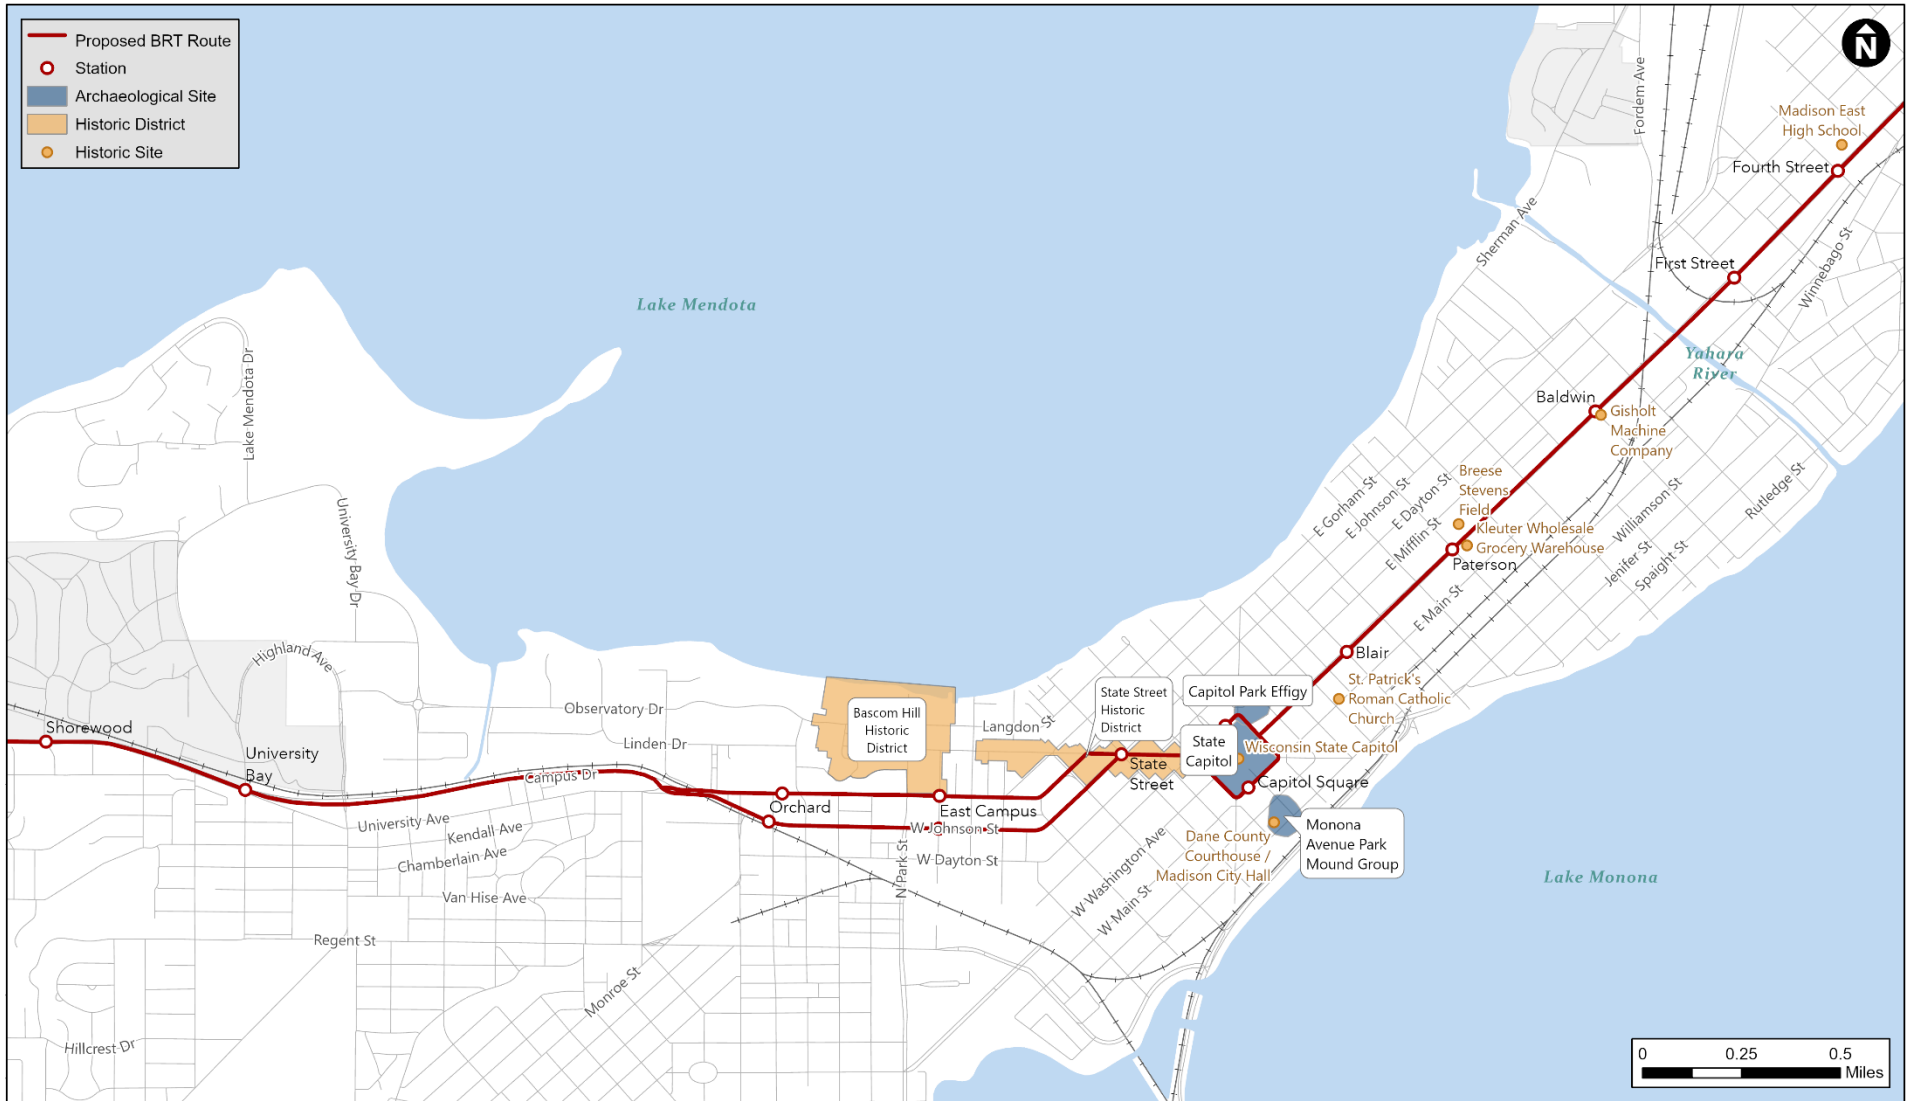 Proposed BRT Route
Station
Archaeological Site
Historic District
Historic Site
N
Fordem Ave
Madison East
High School
Fourth Street
Sherman Ave
First Street
Winnebago St
Lake Mendota
Yahara
River
Lake Mendota Dr
Baldwin
Gisholt
Machine
Company
Breese
Stevens
Field
E Gorham St
E Johnson St
E Dayton St
E Mifflin St
Kleuter Wholesale
Grocery Warehouse
Paterson
Williamson St
Rutledge St
Jenifer St
Spaight St
E Main St
University Bay Dr
Highland Ave
Blair
St. Patrick's
Roman Catholic
Church
Capitol Park Effigy
State Street
Historic
District
Observatory Dr
Bascom Hill
Historic
District
Langdon St
Linden Dr
State
Capitol
Wisconsin State Capitol
Shorewood
University
Bay
Campus Dr
State
Street
Capitol Square
Orchard
East Campus
University Ave
W Johnson St
Kendall Ave
Chamberlain Ave
W Dayton St
N Park St
Van Hise Ave
W Washington Ave
W Main St
Dane County
Courthouse /
Madison City Hall
Monona
Avenue Park
Mound Group
Lake Monona
Regent St
Monroe St
Hillcrest Dr
0 0.25 0.5
Miles